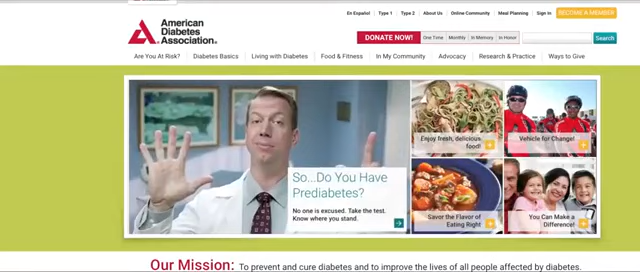 En Español Type 1 Type 2 About Us Online Community Meal Planning Sign In BECOME A MEMBER
American
Diabetes
Association.
DONATE NOW! One Time Monthly In Memory In Honor Search
Are You At Risk? Diabetes Basics Living with Diabetes Food & Fitness In My Community Advocacy Research & Practice Ways to Give
So...Do You Have
Prediabetes?
No one is excused. Take the test.
Know where you stand.
Enjoy fresh, delicious
food!
Vehicle for Change!
Savor the Flavor of
Eating Right
You Can Make a
Difference!
Our Mission: To prevent and cure diabetes and to improve the lives of all people affected by diabetes.